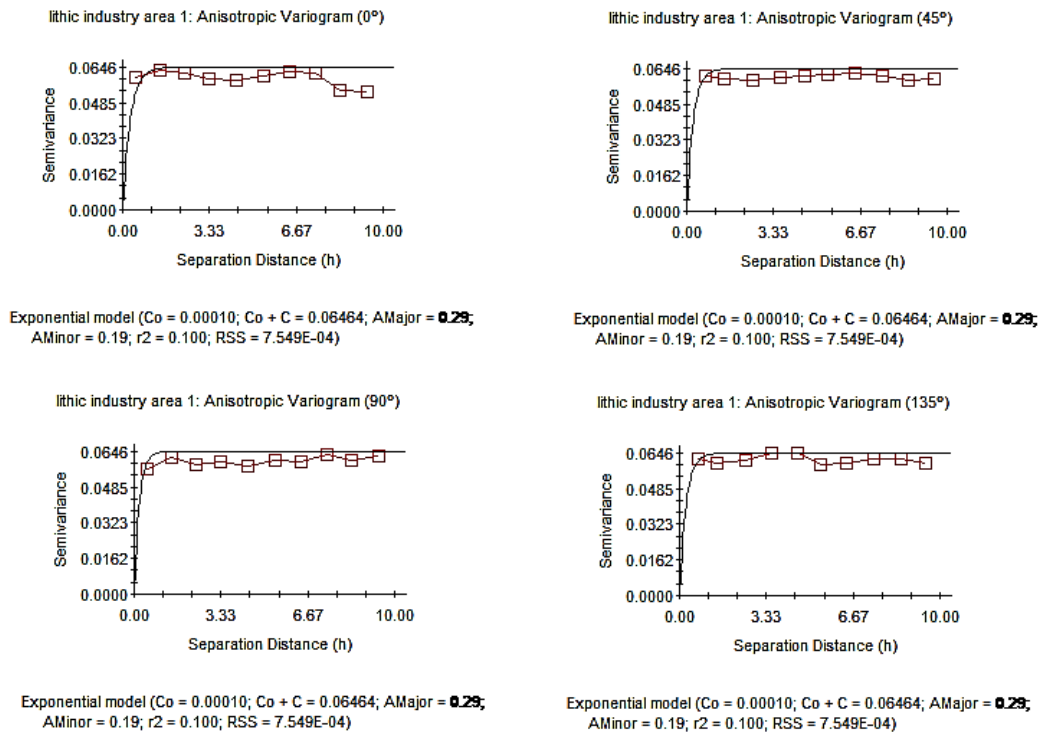 lithic industry area 1: Anisotropic Variogram (0º)
0.0646
0.0485
0.0323
0.0162
0.0000
Semivariance
0.00 3.33 6.67 10.00
Separation Distance (h)
Exponential model (Co = 0.00010; Co + C = 0.06464; AMajor = 0.29;
AMinor = 0.19; r2 = 0.100; RSS = 7.549E-04)
lithic industry area 1: Anisotropic Variogram (45º)
0.0646
0.0485
0.0323
0.0162
0.0000
Semivariance
0.00 3.33 6.67 10.00
Separation Distance (h)
Exponential model (Co = 0.00010; Co + C = 0.06464; AMajor = 0.29;
AMinor = 0.19; r2 = 0.100; RSS = 7.549E-04)
lithic industry area 1: Anisotropic Variogram (90º)
0.0646
0.0485
0.0323
0.0162
0.0000
Semivariance
0.00 3.33 6.67 10.00
Separation Distance (h)
Exponential model (Co = 0.00010; Co + C = 0.06464; AMajor = 0.29;
AMinor = 0.19; r2 = 0.100; RSS = 7.549E-04)
lithic industry area 1: Anisotropic Variogram (135º)
0.0646
0.0485
0.0323
0.0162
0.0000
Semivariance
0.00 3.33 6.67 10.00
Separation Distance (h)
Exponential model (Co = 0.00010; Co + C = 0.06464; AMajor = 0.29;
AMinor = 0.19; r2 = 0.100; RSS = 7.549E-04)